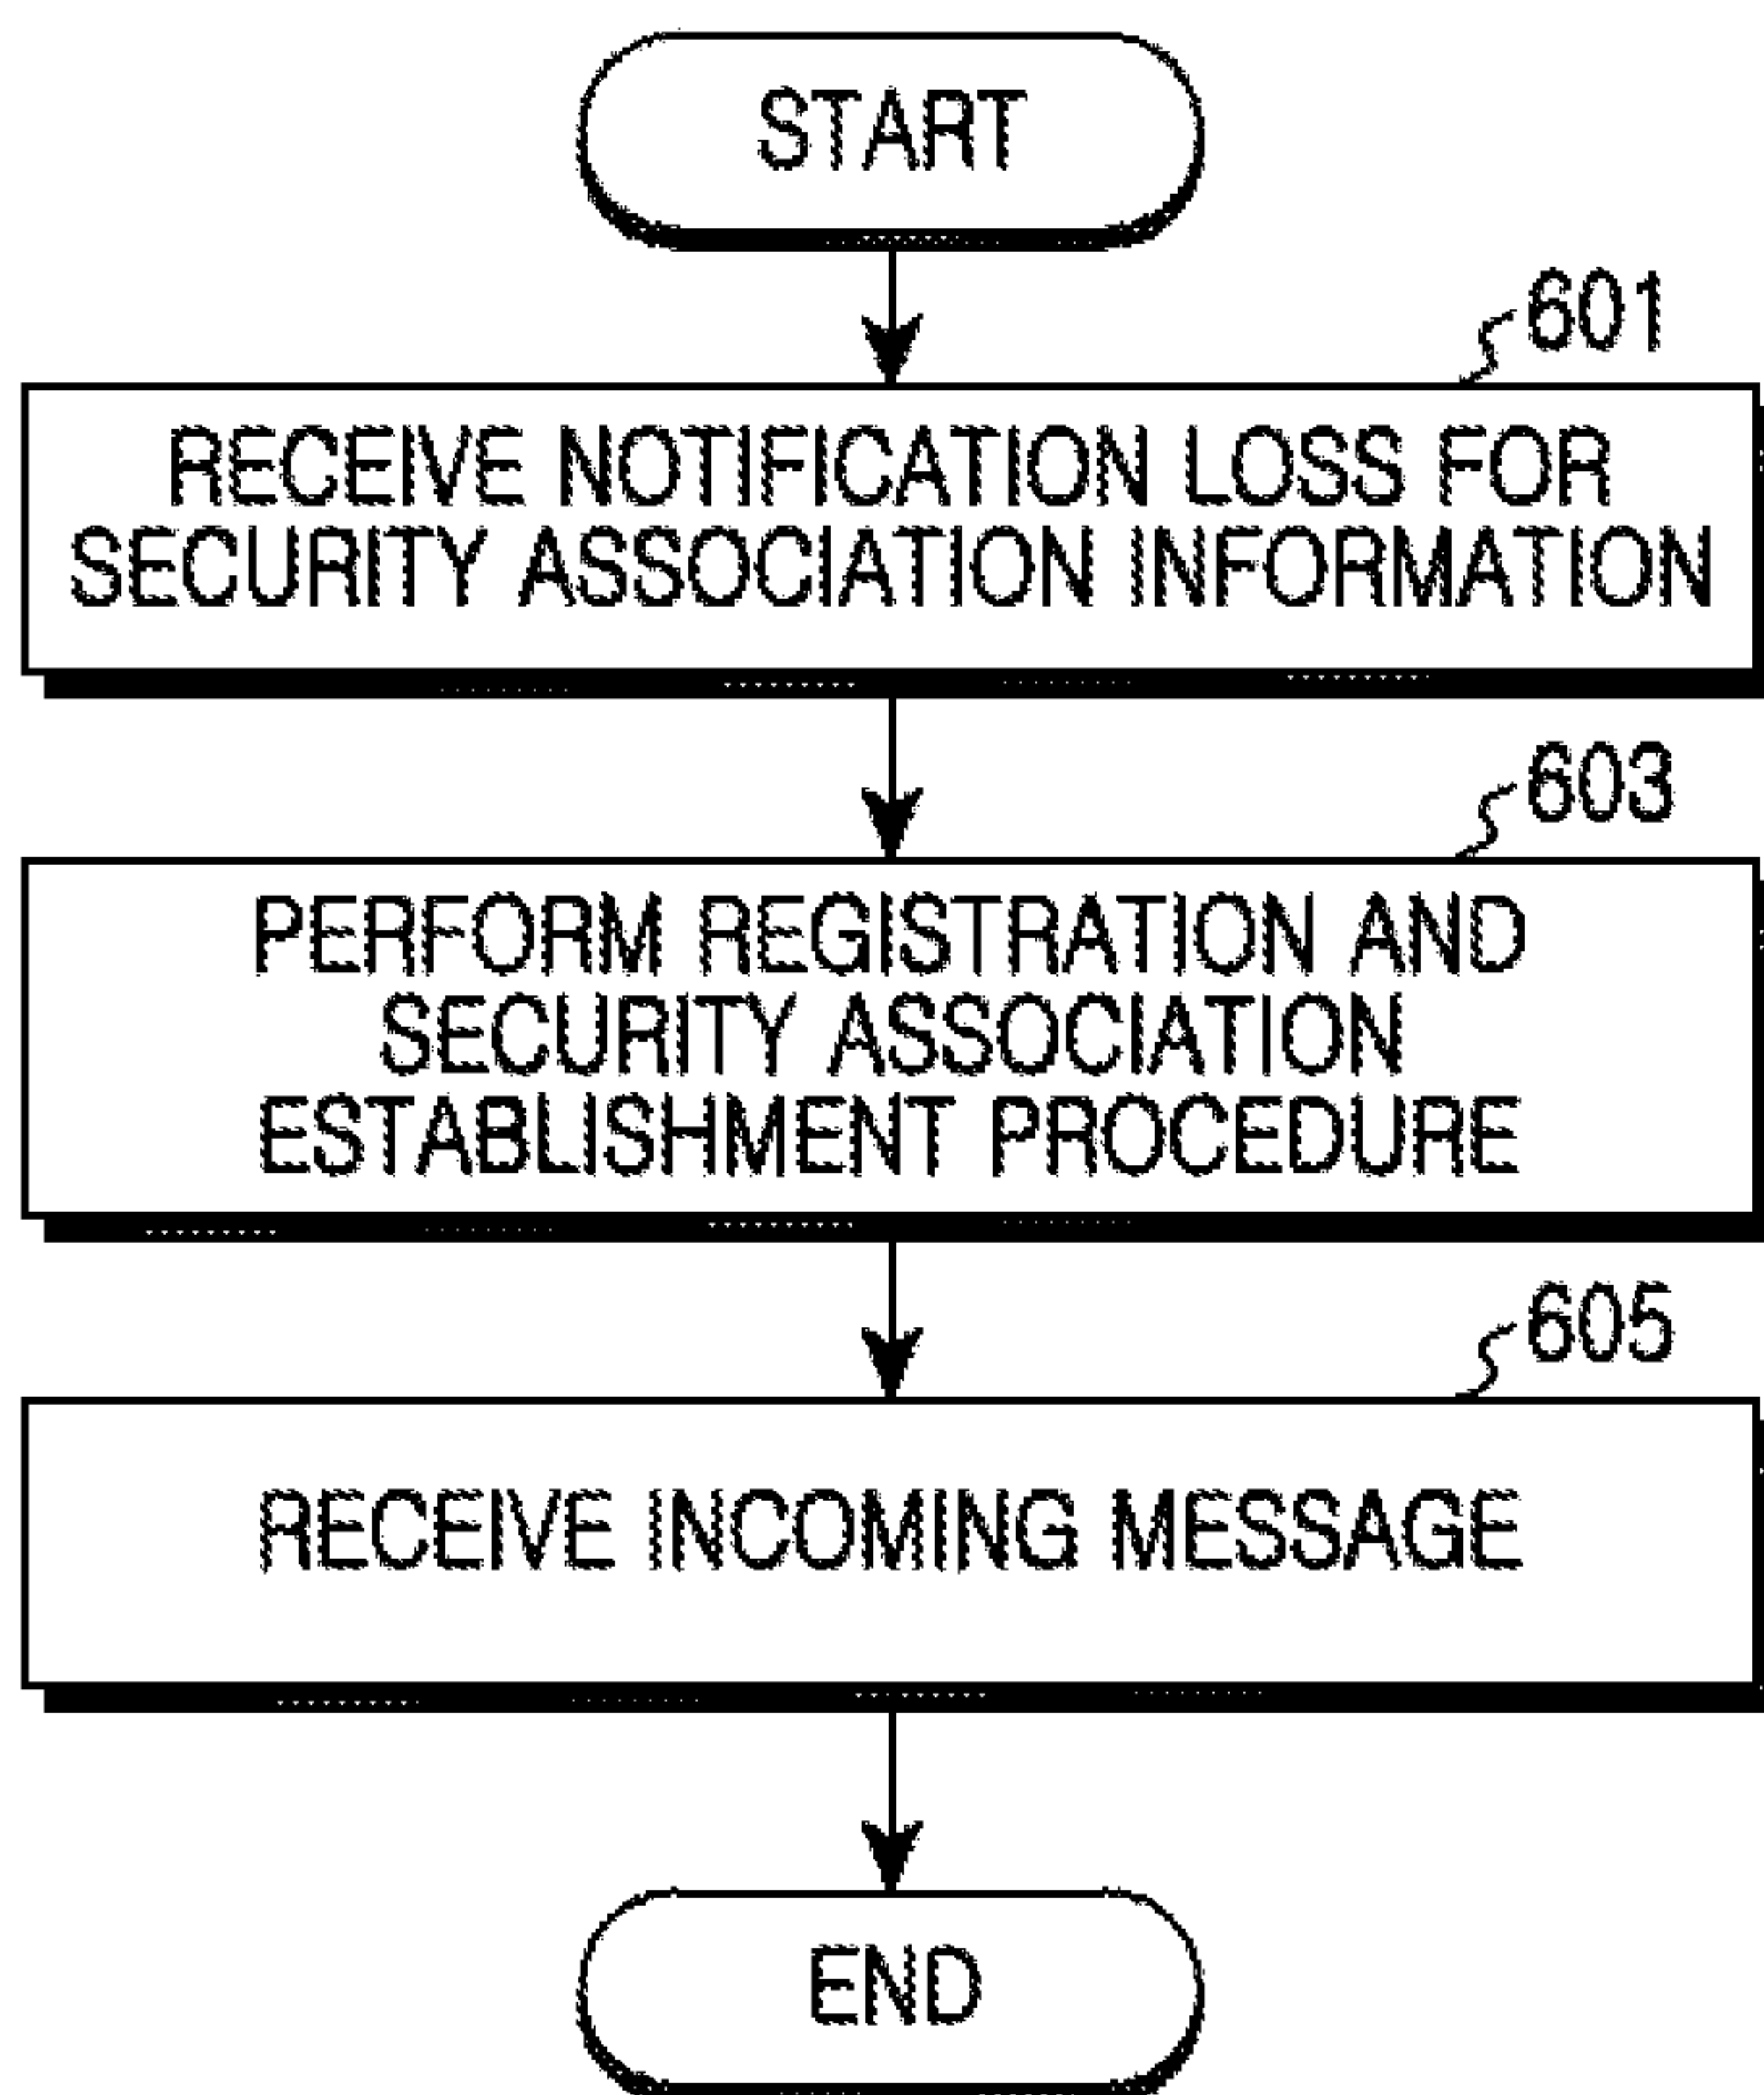 START
601
RECEIVE NOTIFICATION LOSS FOR
SECURITY ASSOCIATION INFORMATION
603
PERFORM REGISTRATION AND
SECURITY ASSOCIATION
ESTABLISHMENT PROCEDURE
605
RECEIVE INCOMING MESSAGE
END